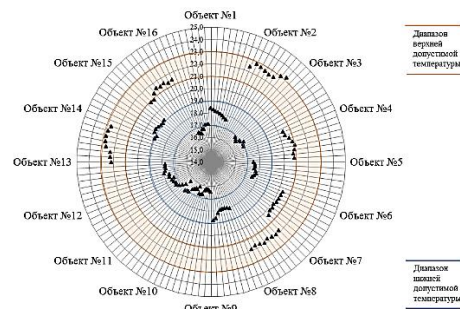 Объект №1
Объект №16
Объект №2
Объект №15
Объект №3
Объект №14
Объект №4
Объект №13
Объект №5
Объект №12
Объект №6
Объект №11
Объект №7
Объект №10
Объект №8
Объект №9
25,0
24,0
23,0
22,0
21,0
20,0
19,0
18,0
17,0
16,0
15,0
14,0
Диапазон
верхней
допустимой
температуры
Диапазон
нижней
допустимой
температуры